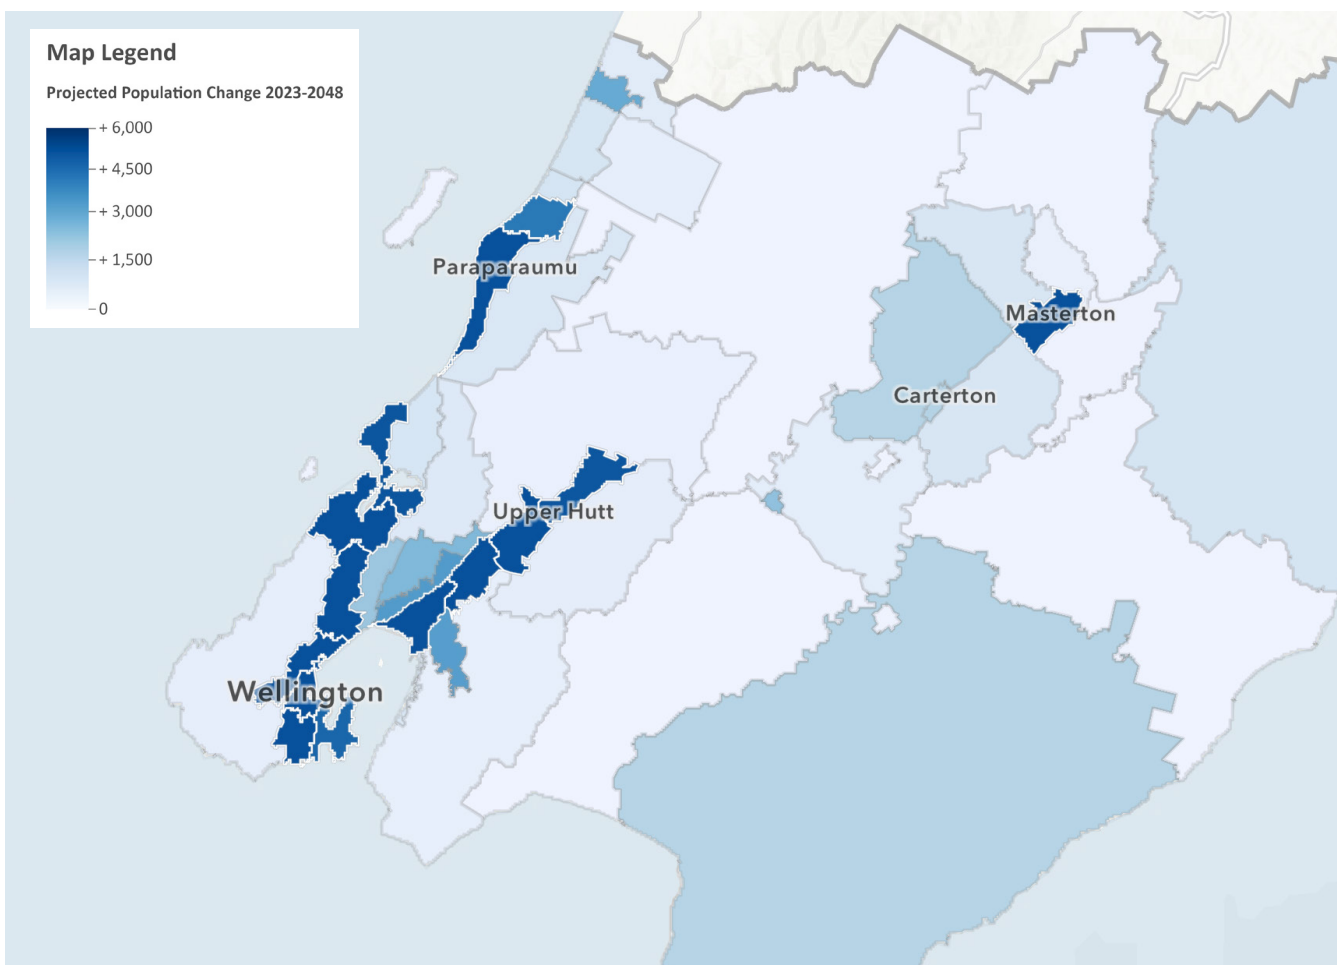 Map Legend
Projected Population Change 2023-2048
+ 6,000
+ 4,500
+ 3,000
+ 1,500
0
Paraparaumu
Masterton
Carterton
Upper Hutt
Wellington